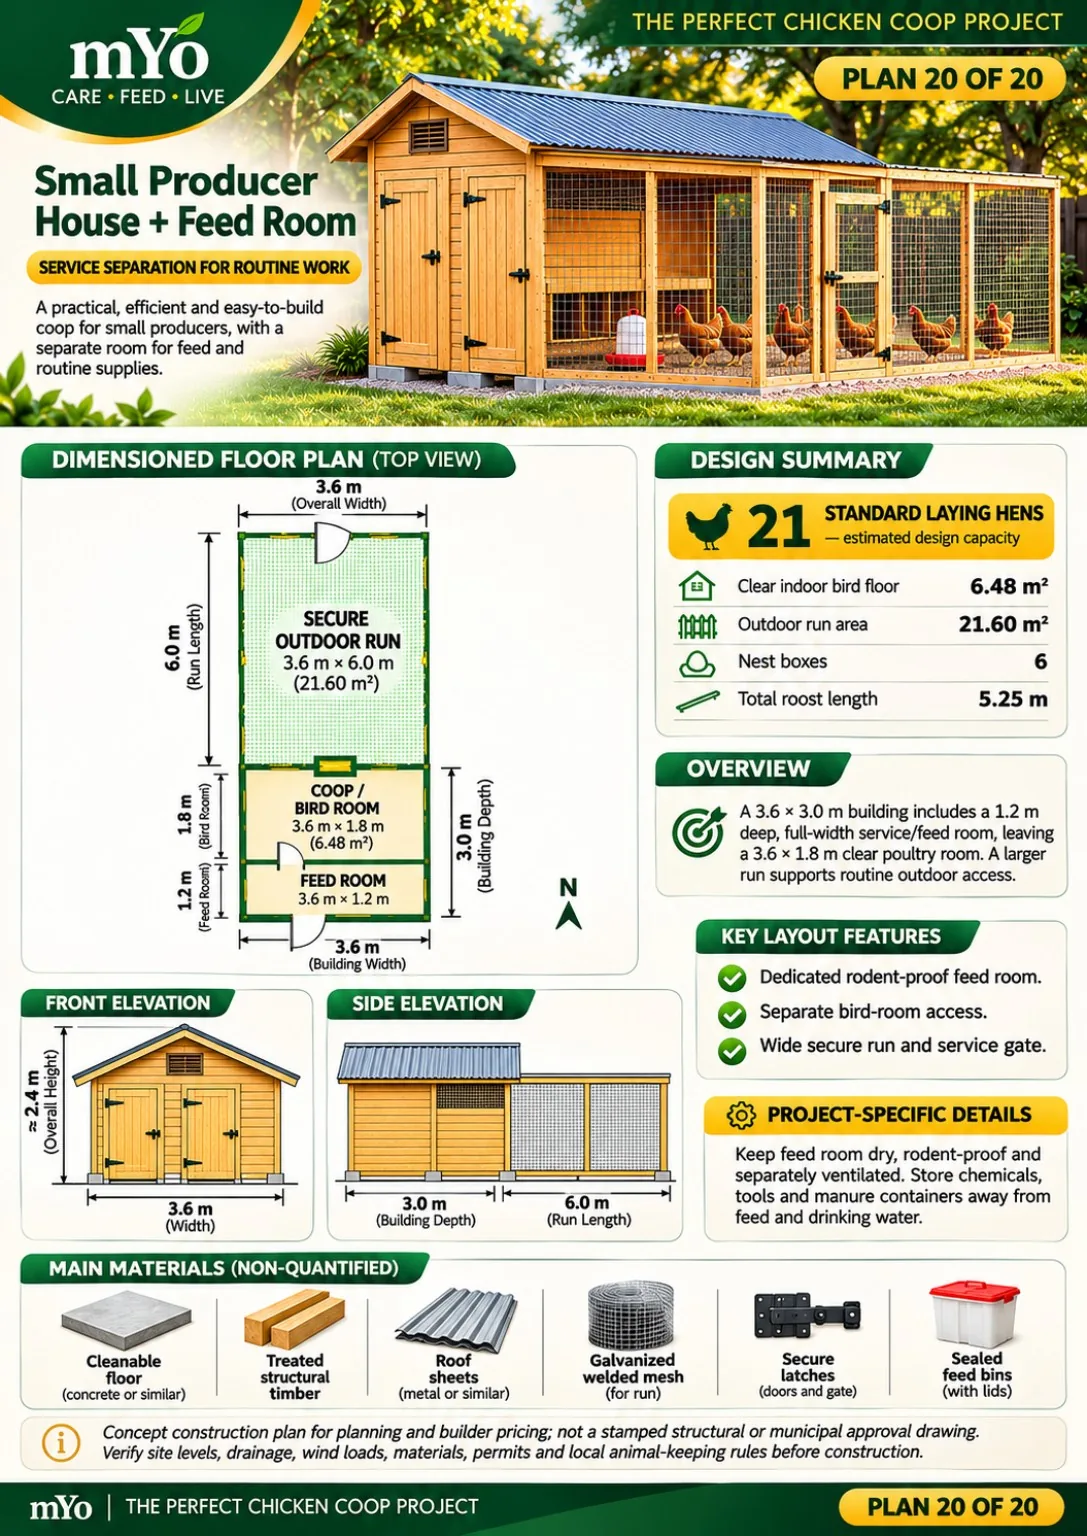 mYo
CARE • FEED • LIVE
THE PERFECT CHICKEN COOP PROJECT
PLAN 20 OF 20
Small Producer
House + Feed Room
SERVICE SEPARATION FOR ROUTINE WORK
A practical, efficient and easy-to-build
coop for small producers, with a
separate room for feed and
routine supplies.
DIMENSIONED FLOOR PLAN (TOP VIEW)
3.6 m
(Overall Width)
6.0 m
(Run Length)
SECURE
OUTDOOR RUN
3.6 m × 6.0 m
(21.60 m²)
1.8 m
(Bird Room)
COOP /
BIRD ROOM
3.6 m × 1.8 m
(6.48 m²)
3.0 m
(Building Depth)
1.2 m
(Feed Room)
FEED ROOM
3.6 m × 1.2 m
3.6 m
(Building Width)
N
DESIGN SUMMARY
21
STANDARD LAYING HENS
— estimated design capacity
Clear indoor bird floor 6.48 m²
Outdoor run area 21.60 m²
Nest boxes 6
Total roost length 5.25 m
OVERVIEW
A 3.6 × 3.0 m building includes a 1.2 m
deep, full-width service/feed room, leaving
a 3.6 × 1.8 m clear poultry room. A larger
run supports routine outdoor access.
KEY LAYOUT FEATURES
Dedicated rodent-proof feed room.
Separate bird-room access.
Wide secure run and service gate.
FRONT ELEVATION
≈ 2.4 m
(Overall Height)
3.6 m
(Width)
SIDE ELEVATION
3.0 m
(Building Depth)
6.0 m
(Run Length)
PROJECT-SPECIFIC DETAILS
Keep feed room dry, rodent-proof and
separately ventilated. Store chemicals,
tools and manure containers away from
feed and drinking water.
MAIN MATERIALS (NON-QUANTIFIED)
Cleanable
floor
(concrete or similar)
Treated
structural
timber
Roof
sheets
(metal or similar)
Galvanized
welded mesh
(for run)
Secure
latches
(doors and gate)
Sealed
feed bins
(with lids)
Concept construction plan for planning and builder pricing; not a stamped structural or municipal approval drawing.
Verify site levels, drainage, wind loads, materials, permits and local animal-keeping rules before construction.
mYo | THE PERFECT CHICKEN COOP PROJECT
PLAN 20 OF 20